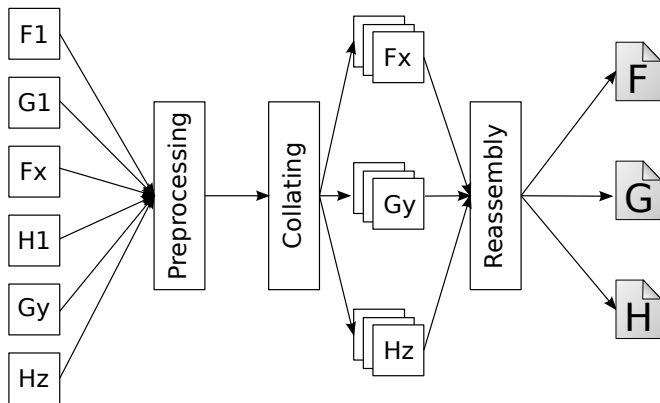 F1
G1
Fx
H1
Gy
Hz
Preprocessing
Collating
Fx
Gy
Hz
Reassembly
F
G
H